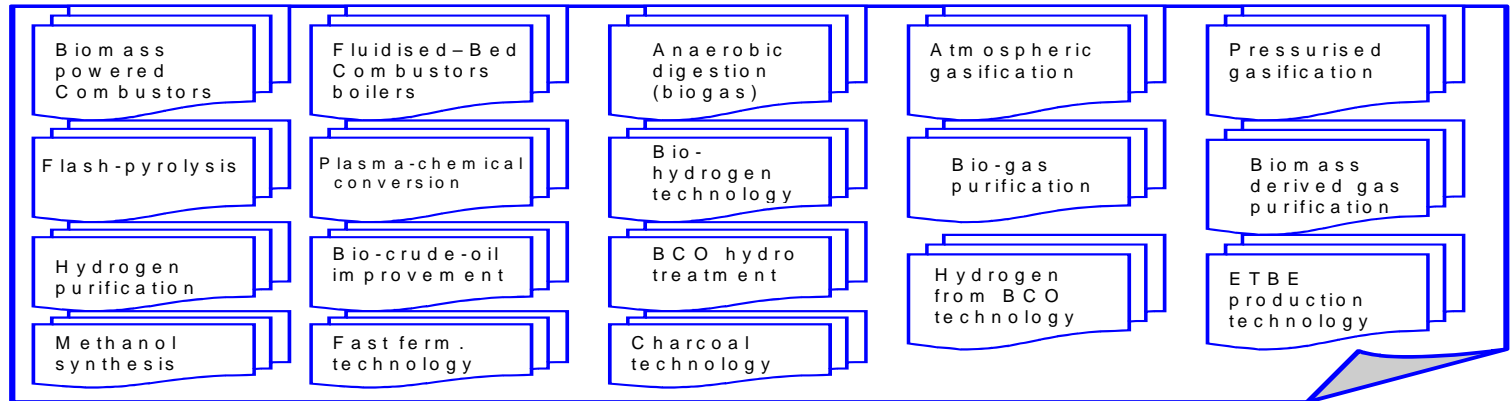 Biomass
powered
Combustors
Fluidised–Bed
Combustors
boilers
Anaerobic
digestion
(biogas)
Atmospheric
gasification
Pressurised
gasification
Flash-pyrolysis
Plasma-chemical
conversion
Bio-
hydrogen
technology
Bio-gas
purification
Biomass
derived gas
purification
Hydrogen
purification
Bio-crude-oil
improvement
BCO hydro
treatment
Hydrogen
from BCO
technology
ETBE
production
technology
Methanol
synthesis
Fast ferm.
technology
Charcoal
technology